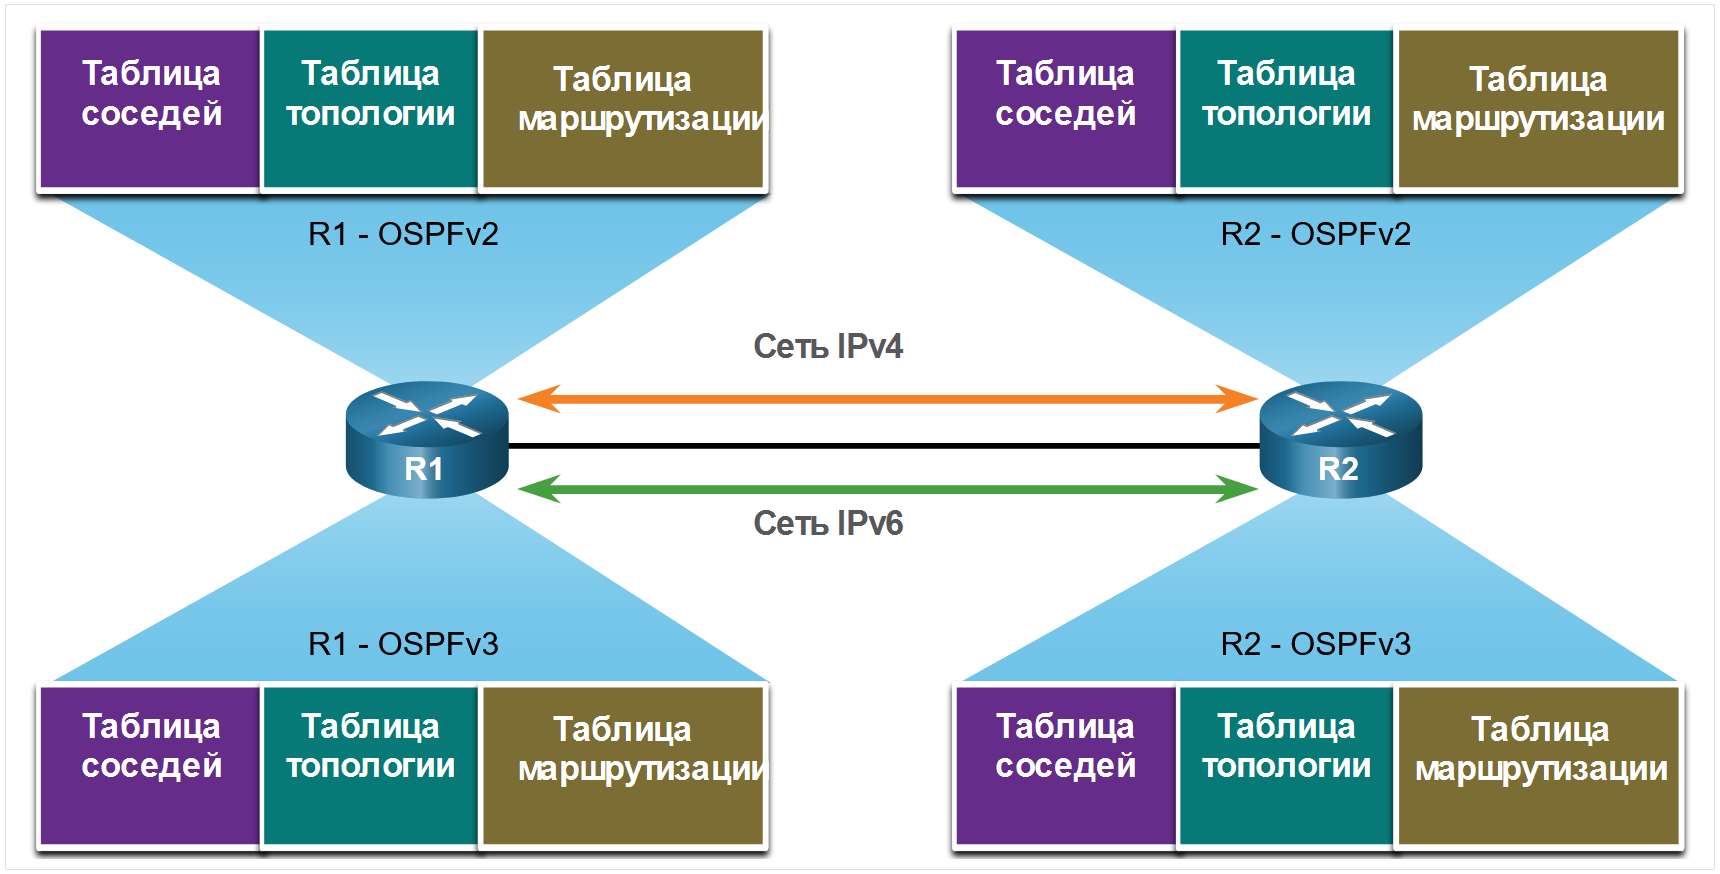 Таблица
соседей
Таблица
топологии
Таблица
маршрутизации
Таблица
соседей
Таблица
топологии
Таблица
маршрутизации
R1 - OSPFv2
R2 - OSPFv2
Сеть IPv4
R1
R2
Сеть IPv6
R1 - OSPFv3
R2 - OSPFv3
Таблица
соседей
Таблица
топологии
Таблица
маршрутизации
Таблица
соседей
Таблица
топологии
Таблица
маршрутизации